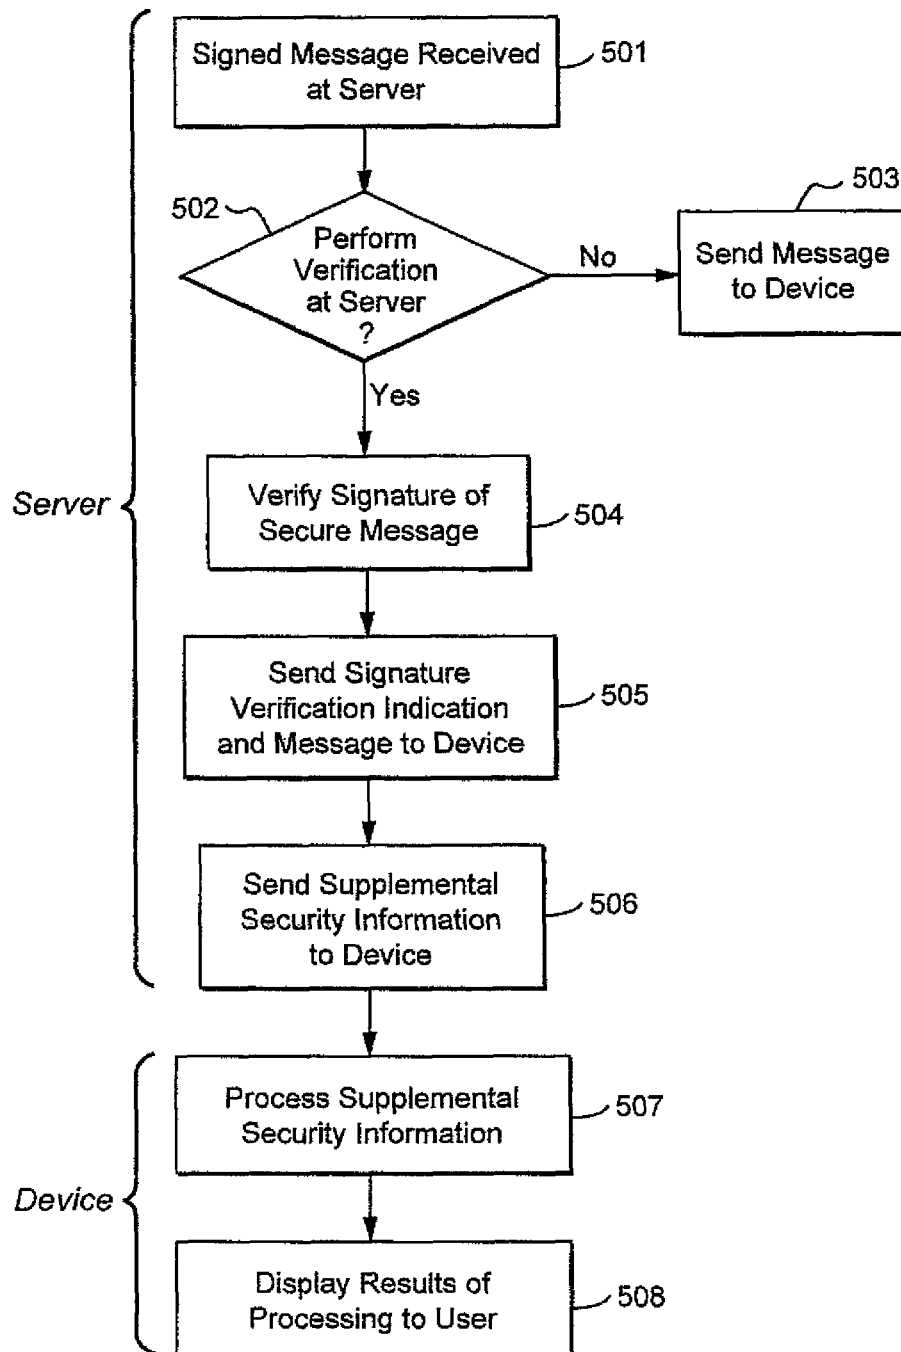 Signed Message Received
at Server
501
502
Perform
Verification
at Server
?
No
503
Send Message
to Device
Yes
Server
Verify Signature of
Secure Message
504
Send Signature
Verification Indication
and Message to Device
505
Send Supplemental
Security Information
to Device
506
Device
Process Supplemental
Security Information
507
Display Results of
Processing to User
508